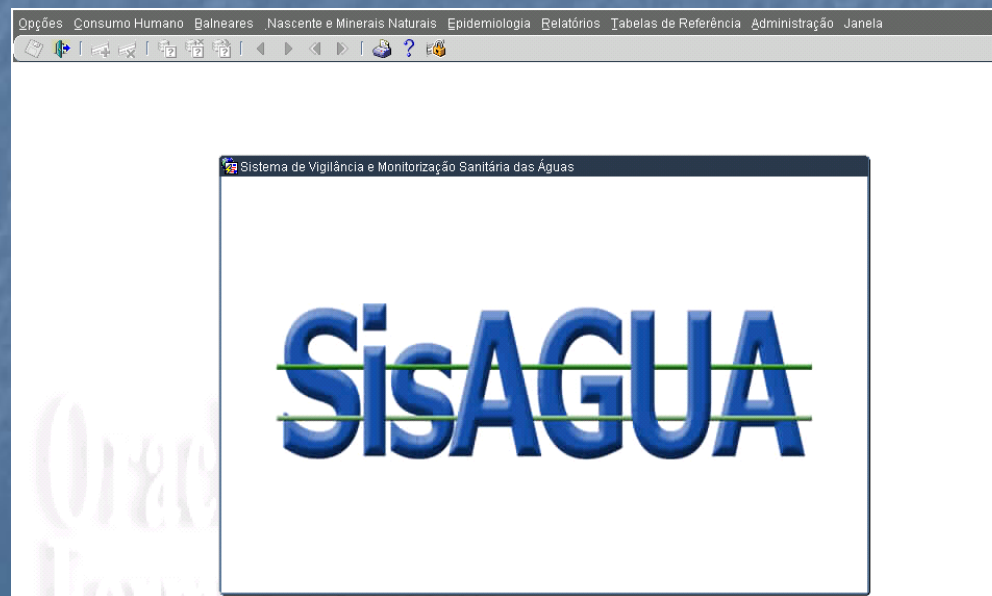 Opções Consumo Humano Balneares .Nascente e Minerais Naturais Epidemiologia Relatórios Tabelas de Referência Administração Janela
Sistema de Vigilância e Monitorização Sanitária das Águas
SisAGUA